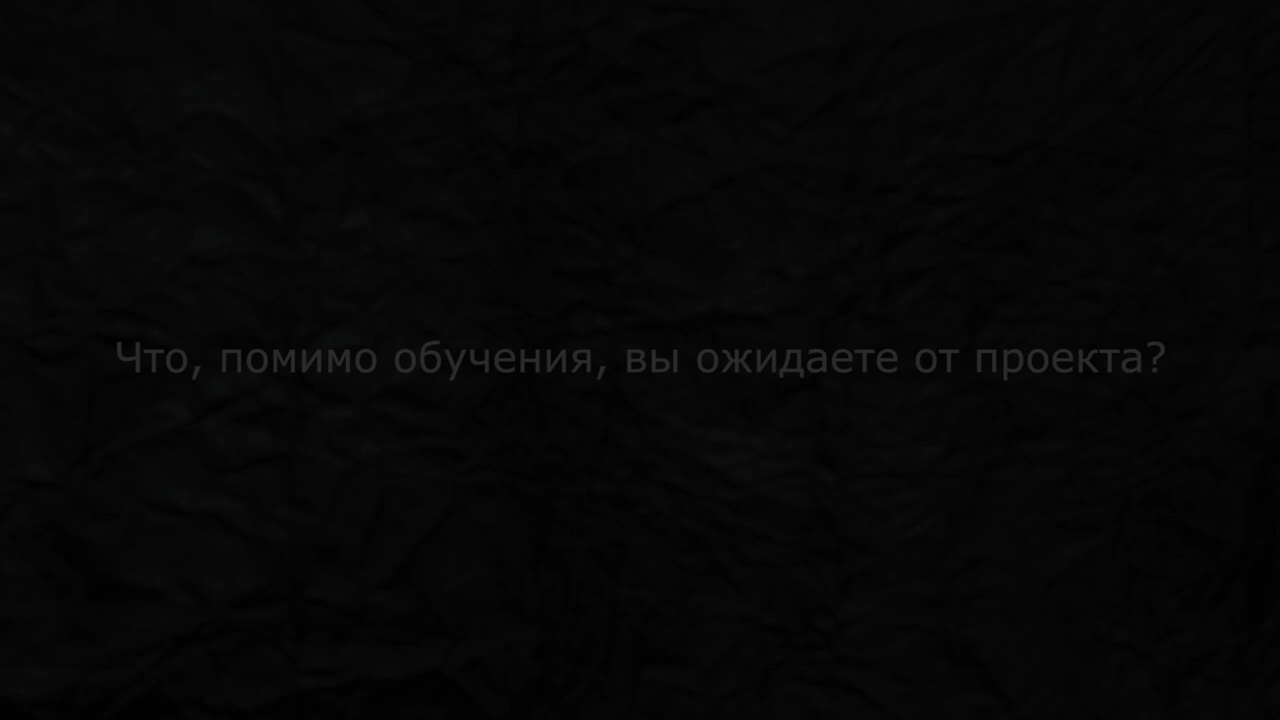 Что, помимо обучения, вы ожидаете от проекта?